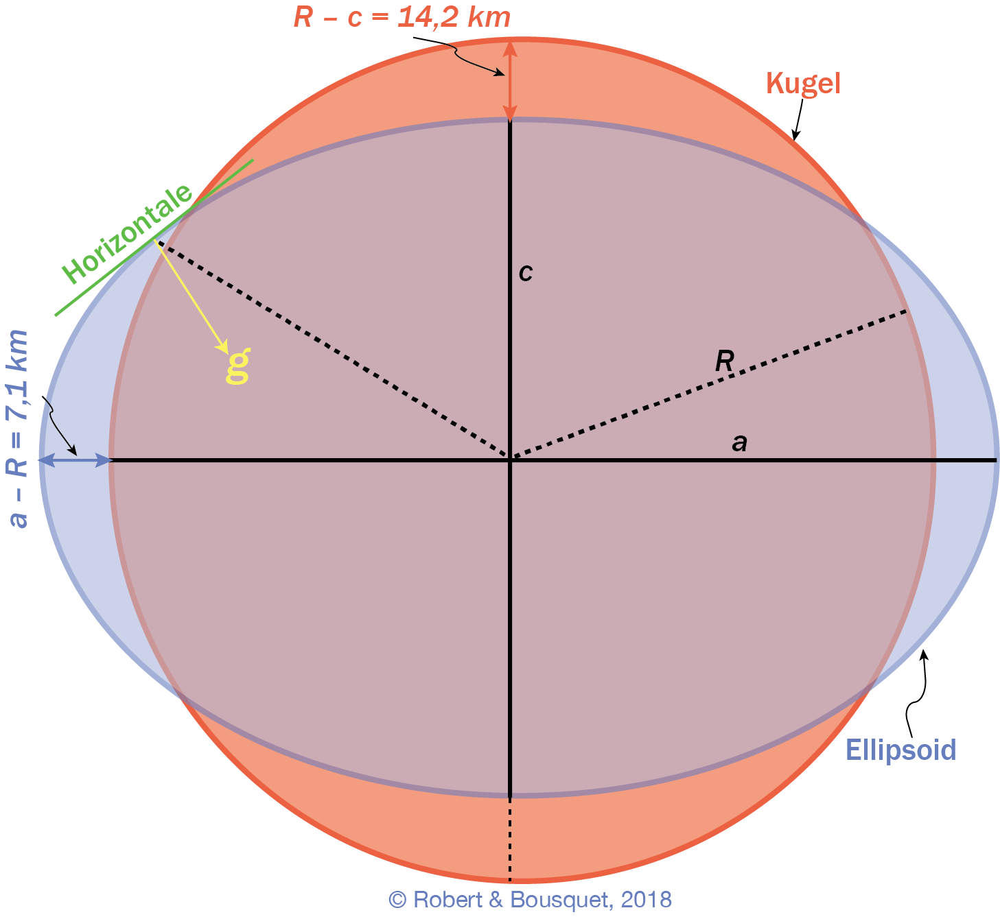 R – c = 14,2 km
Kugel
Horizontale
c
R
g
a
a – R = 7,1 km
Ellipsoid
© Robert & Bousquet, 2018